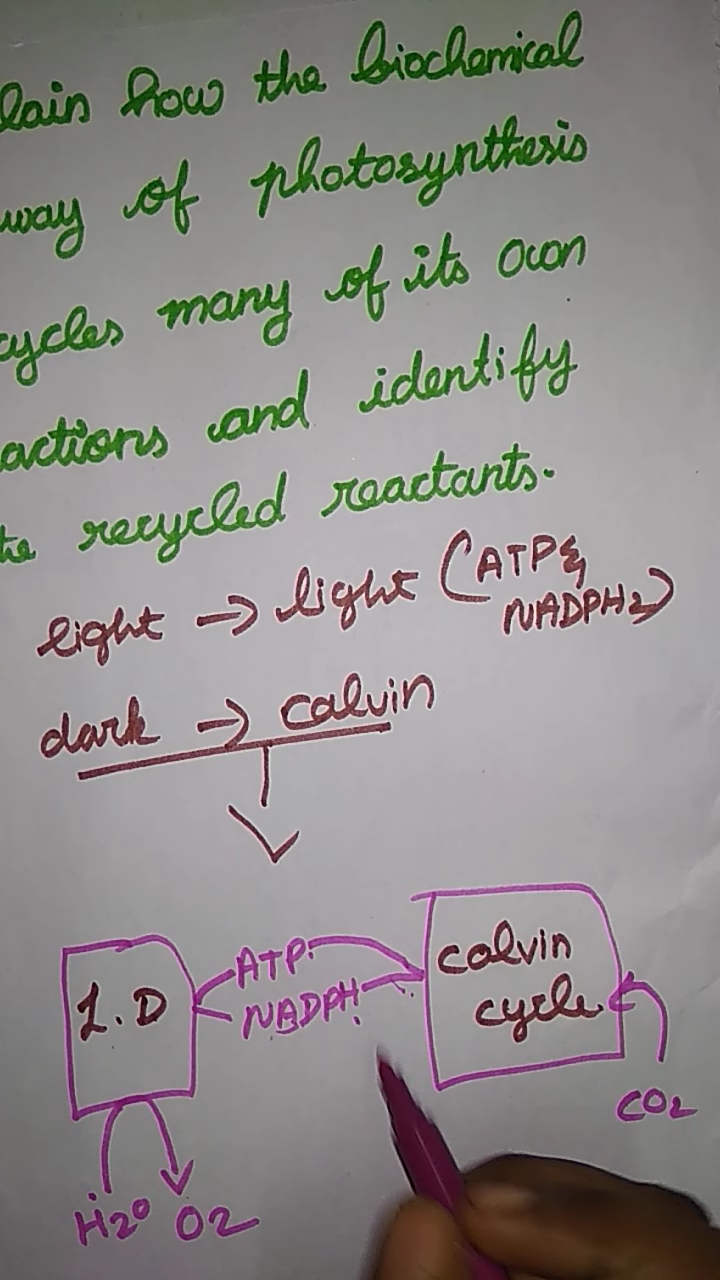 lain how the biochemical
way of photosynthesis
cycles many of its own
actions and identify
he recycled reactants.
light → light (ATP &
NADPH2)
dark → calvin
L.D
ATP
NADPH
calvin
cycle
CO2
H2O O2